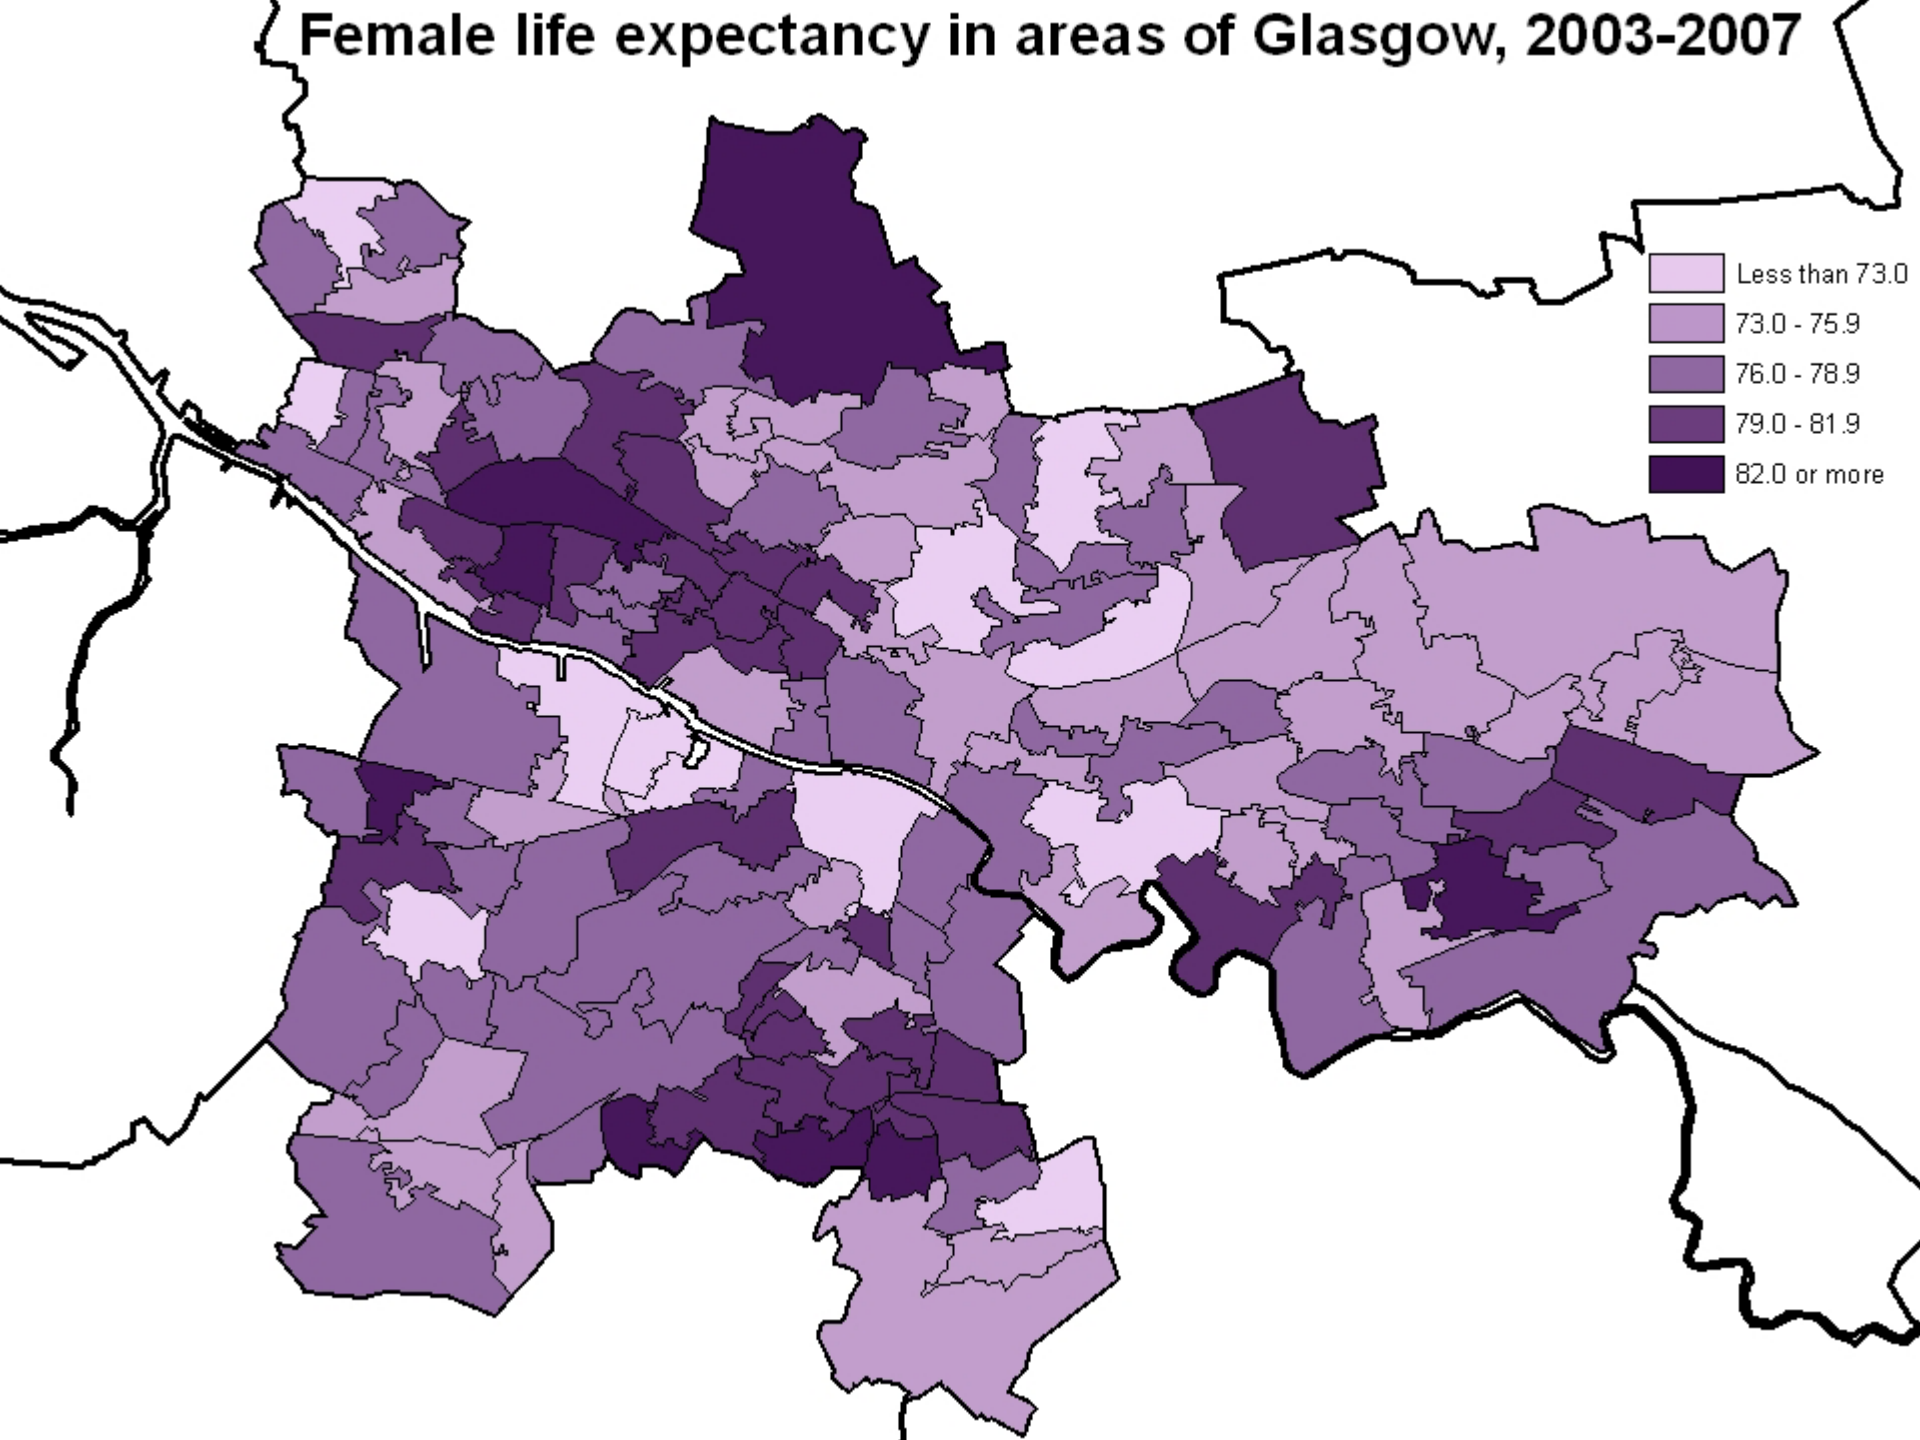 Female life expectancy in areas of Glasgow, 2003-2007
Less than 73.0
73.0 - 75.9
76.0 - 78.9
79.0 - 81.9
82.0 or more